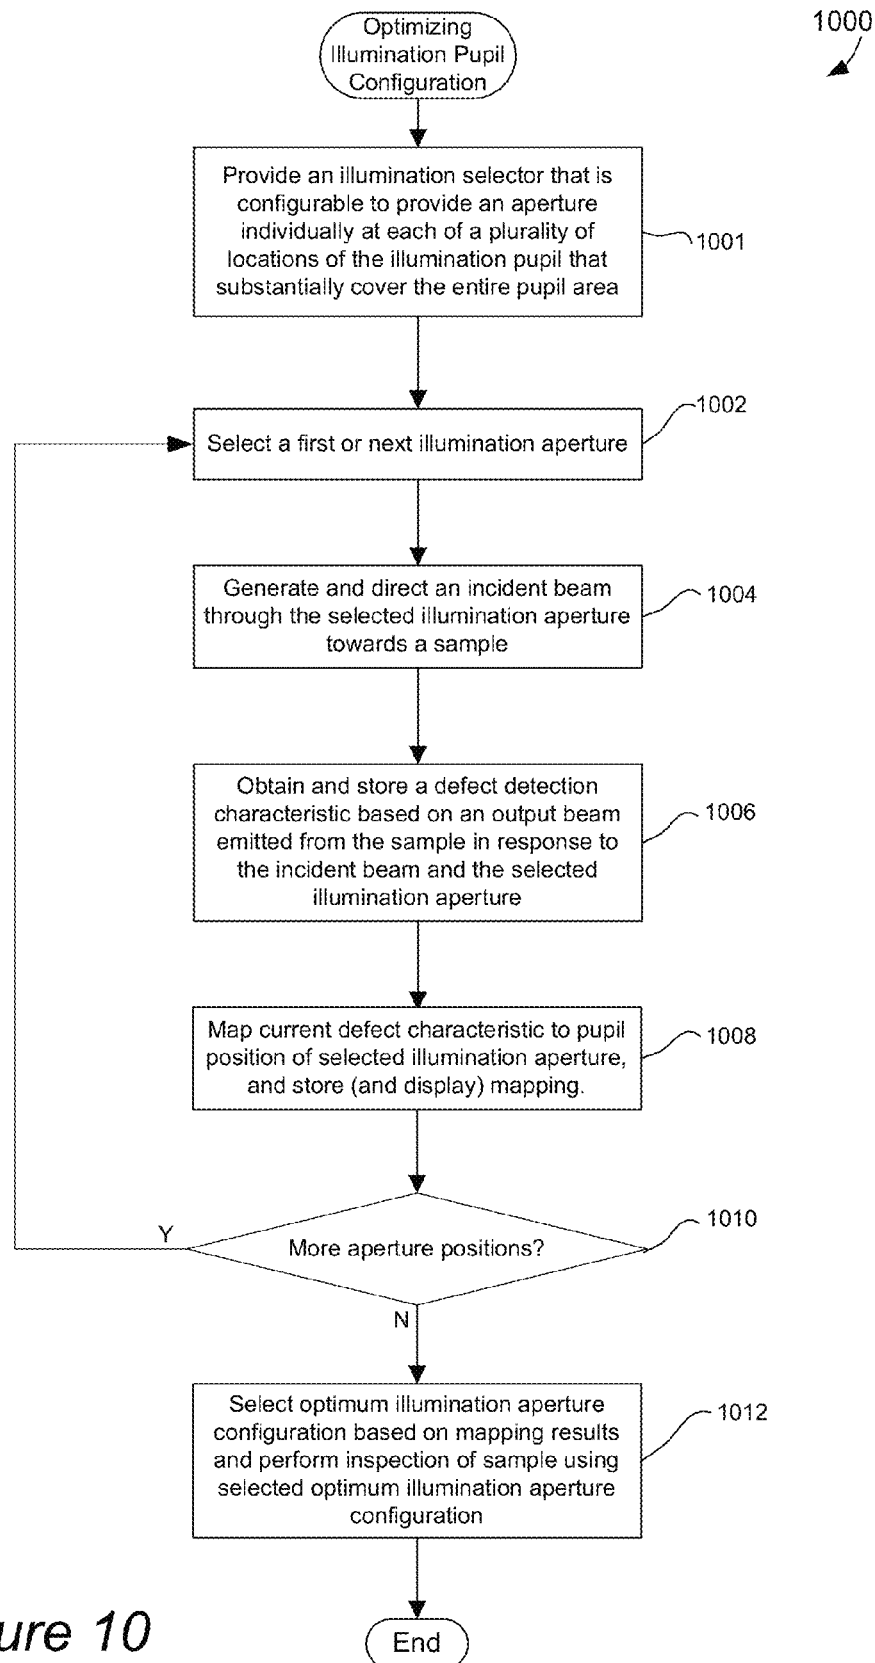 1000
Optimizing
Illumination Pupil
Configuration
Provide an illumination selector that is
configurable to provide an aperture
individually at each of a plurality of
locations of the illumination pupil that
substantially cover the entire pupil area
1001
1002
Select a first or next illumination aperture
Generate and direct an incident beam
through the selected illumination aperture
towards a sample
1004
Obtain and store a defect detection
characteristic based on an output beam
emitted from the sample in response to
the incident beam and the selected
illumination aperture
1006
Map current defect characteristic to pupil
position of selected illumination aperture,
and store (and display) mapping.
1008
1010
Y
More aperture positions?
N
Select optimum illumination aperture
configuration based on mapping results
and perform inspection of sample using
selected optimum illumination aperture
configuration
1012
ure 10
End